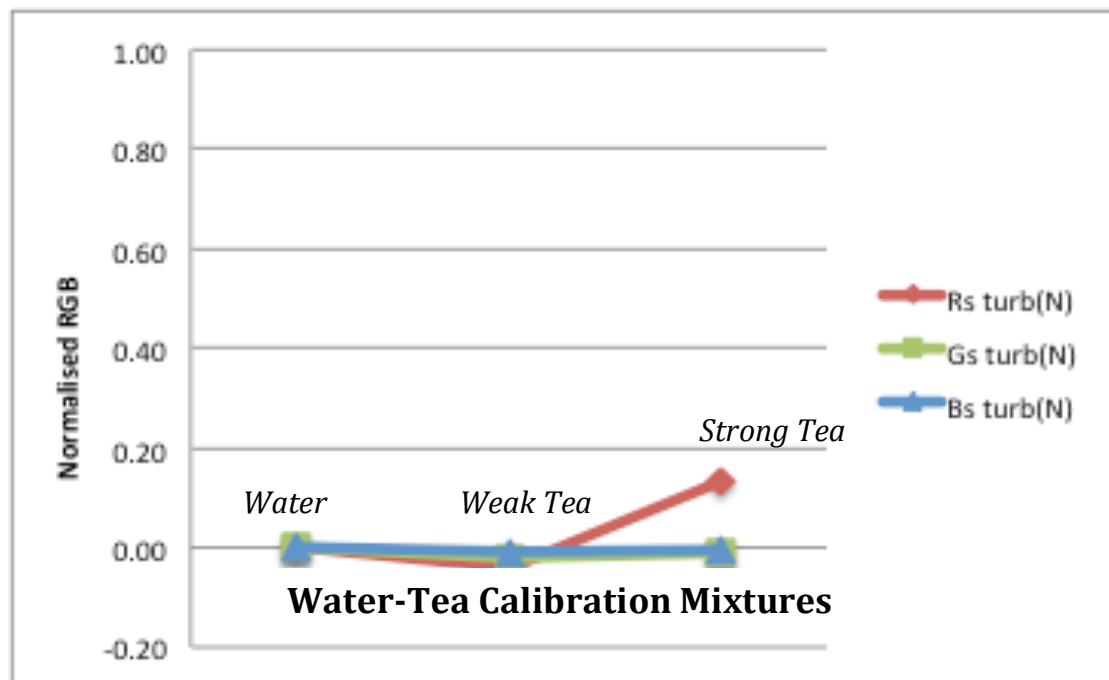 1.00
0.80
0.60
0.40
0.20
0.00
-0.20
Normalised RGB
Water
Weak Tea
Strong Tea
Water-Tea Calibration Mixtures
Rs turb(N)
Gs turb(N)
Bs turb(N)